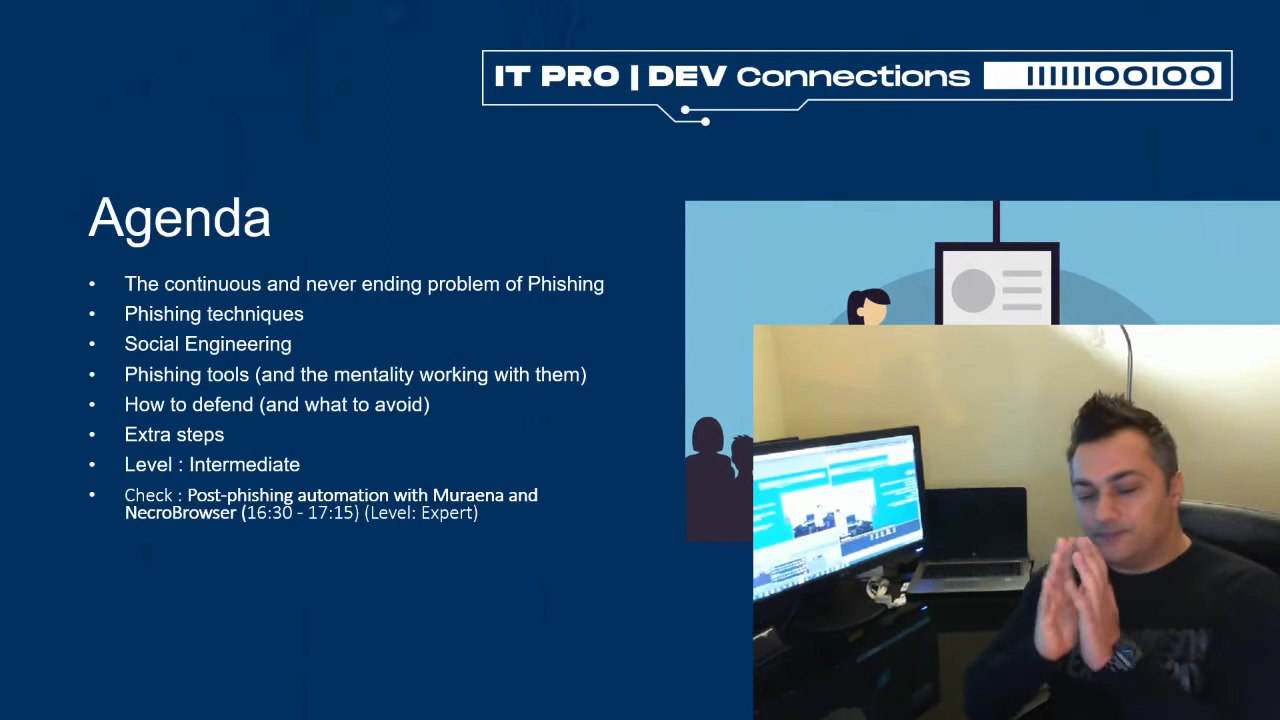 IT PRO | DEV Connections IIIIIIOOIOO
Agenda
• The continuous and never ending problem of Phishing
• Phishing techniques
• Social Engineering
• Phishing tools (and the mentality working with them)
• How to defend (and what to avoid)
• Extra steps
• Level : Intermediate
• Check : Post-phishing automation with Muraena and
NecroBrowser (16:30 - 17:15) (Level: Expert)